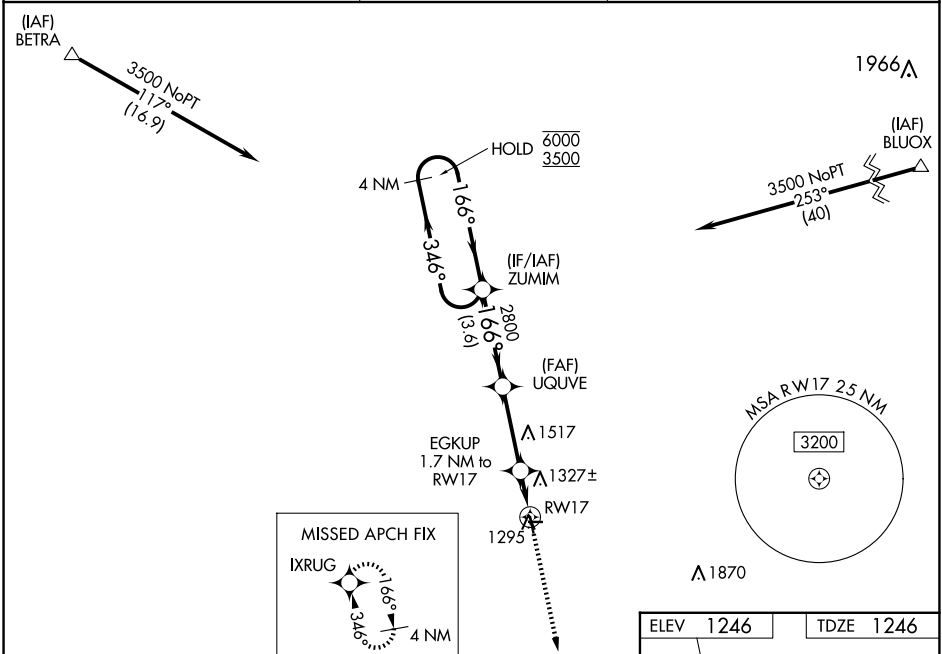 (IAF)
BETRA
3500 NoPT
117°
(16.9)
1966
(IAF)
BLUOX
3500 NoPT
253°
(40)
HOLD 6000
3500
4 NM
166°
346°
(IF/IAF)
ZUMIM
2800
166°
(3.6)
(FAF)
UQUVE
1517
EGKUP
1.7 NM to
RW17
1327±
RW17
1295
MSA RW17 25 NM
3200
1870
MISSED APCH FIX
IXRUG
166°
346°
4 NM
ELEV 1246
TDZE 1246